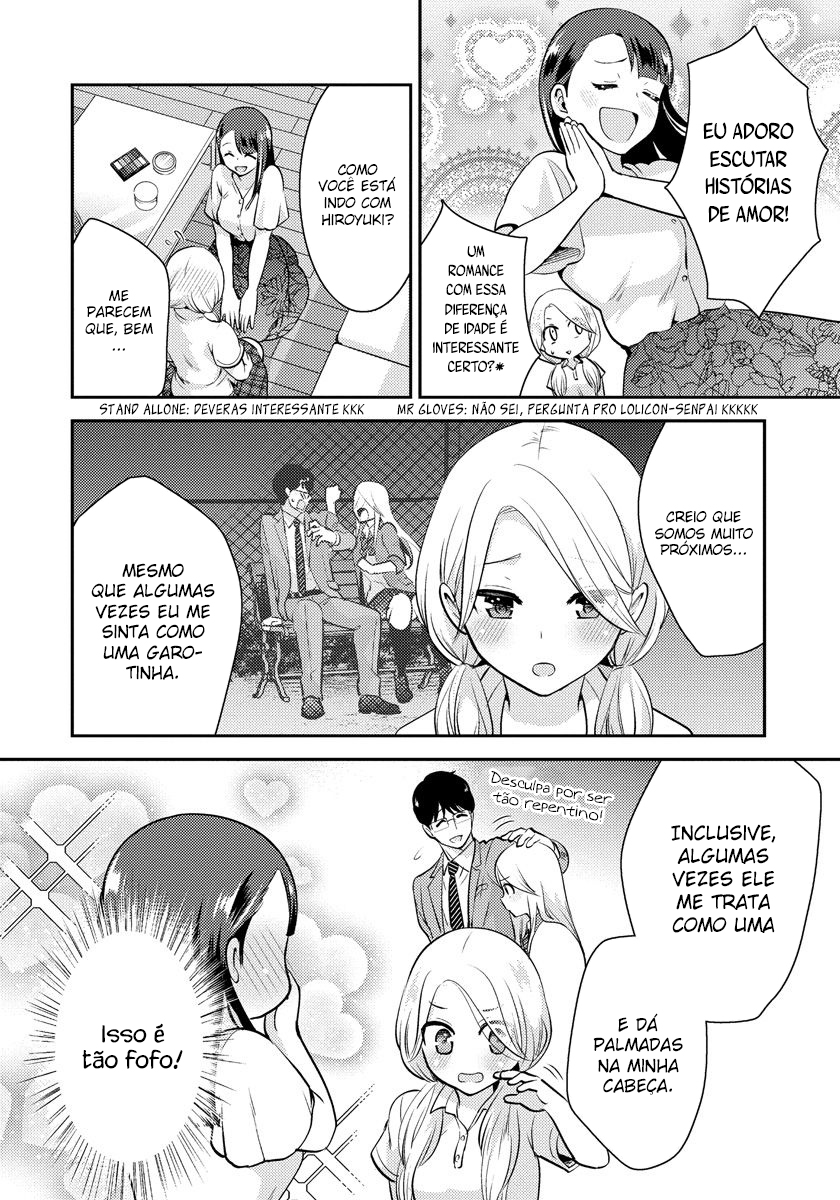 EU ADORO
ESCUTAR
HISTÓRIAS
DE AMOR!
UM
ROMANCE
COM ESSA
DIFERENÇA
DE IDADE É
INTERESSANTE
CERTO?*
COMO
VOCÊ ESTÁ
INDO COM
HIROYUKI?
ME
PARECEM
QUE, BEM
...
STAND ALLONE: DEVERAS INTERESSANTE KKK
MR GLOVES: NÃO SEI, PERGUNTA PRO LOLICON-SENPAI KKKKK
CREIO QUE
SOMOS MUITO
PRÓXIMOS...
MESMO
QUE ALGUMAS
VEZES EU ME
SINTA COMO
UMA GARO-
TINHA.
INCLUSIVE,
ALGUMAS
VEZES ELE
ME TRATA
COMO UMA
Desculpa por ser
tão repentino!
E DÁ
PALMADAS
NA MINHA
CABEÇA.
Isso é
tão fofo!